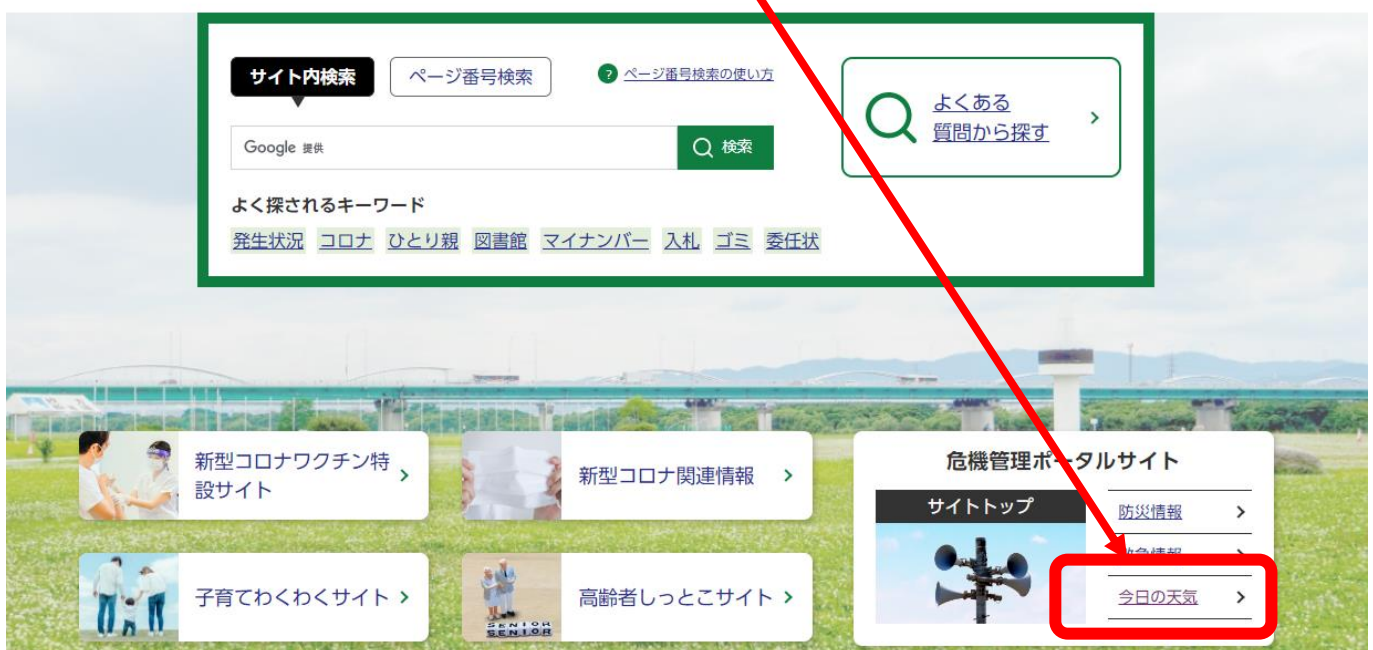 サイト内検索
ページ番号検索
? ページ番号検索の使い方
よくある
質問から探す
Google 提供
検索
よく探されるキーワード
発生状況 コロナ ひとり親 図書館 マイナンバー 入札 ゴミ 委任状
新型コロナワクチン特
設サイト
新型コロナ関連情報
危機管理ポータルサイト
サイトトップ
防災情報
救急情報
今日の天気
子育てわくわくサイト
高齢者しっとこサイト
SENIOR
SENIOR